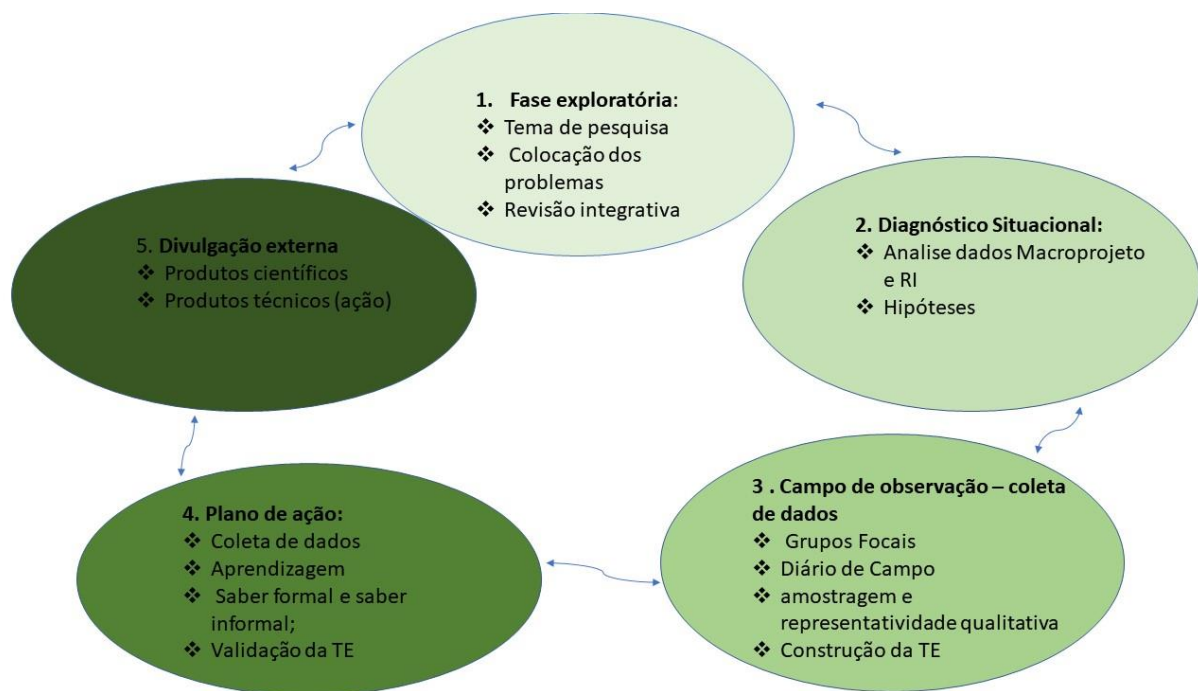 1. Fase exploratória:
❖ Tema de pesquisa
❖ Colocação dos
problemas
❖ Revisão integrativa
2. Diagnóstico Situacional:
❖ Analise dados Macroprojeto
e RI
❖ Hipóteses
3 . Campo de observação – coleta
de dados
❖ Grupos Focais
❖ Diário de Campo
❖ amostragem e
representatividade qualitativa
❖ Construção da TE
4. Plano de ação:
❖ Coleta de dados
❖ Aprendizagem
❖ Saber formal e saber
informal;
❖ Validação da TE
5. Divulgação externa
❖ Produtos científicos
❖ Produtos técnicos (ação)